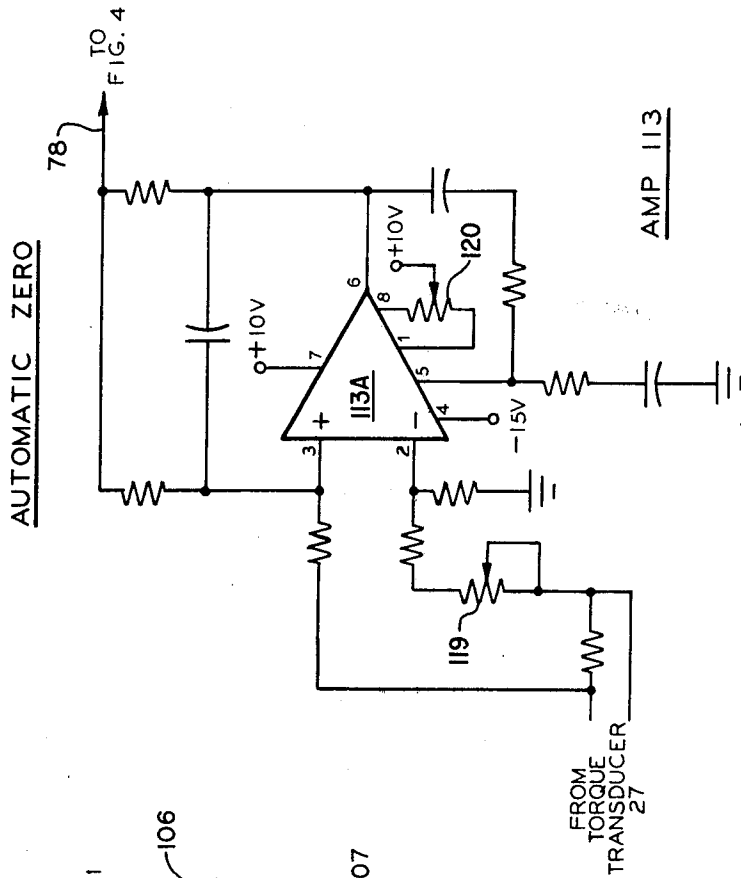 AUTOMATIC ZERO
78
TO
FIG. 4
+10V
7
3
+
113A
6
8
+10V
120
1
5
2
−
4
-15V
119
AMP 113
FROM
TORQUE
TRANSDUCER
27
1
106
07